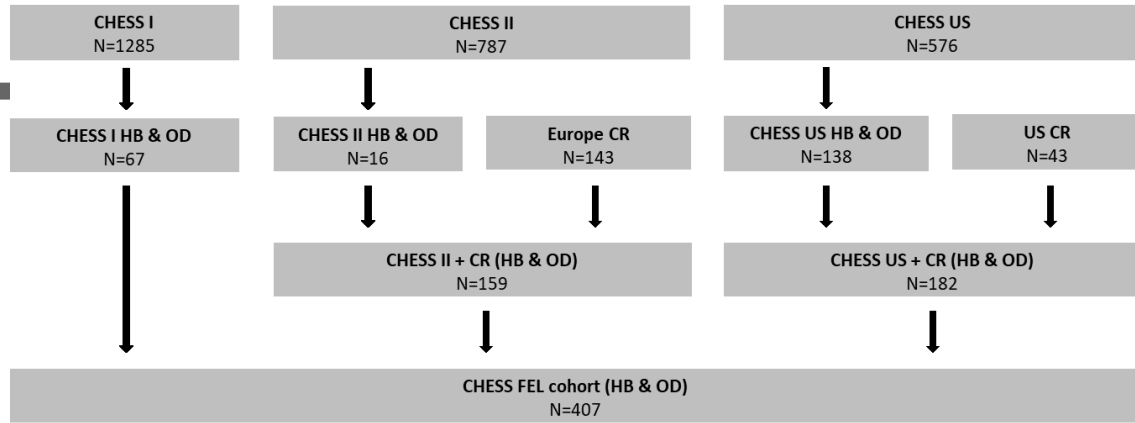 CHESS I
N=1285
CHESS II
N=787
CHESS US
N=576
CHESS I HB & OD
N=67
CHESS II HB & OD
N=16
Europe CR
N=143
CHESS US HB & OD
N=138
US CR
N=43
CHESS II + CR (HB & OD)
N=159
CHESS US + CR (HB & OD)
N=182
CHESS FEL cohort (HB & OD)
N=407